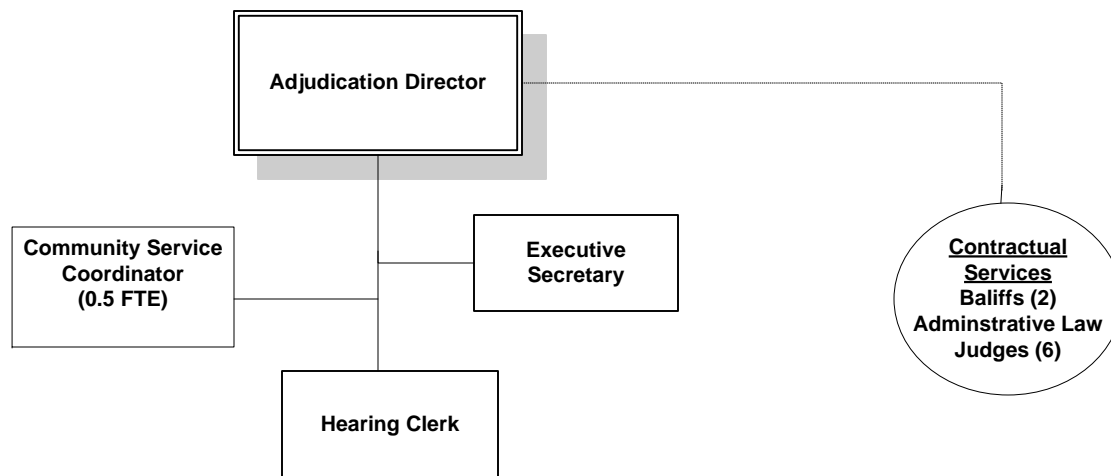 Adjudication Director
Community Service
Coordinator
(0.5 FTE)
Executive
Secretary
Contractual
Services
Baliffs (2)
Adminstrative Law
Judges (6)
Hearing Clerk